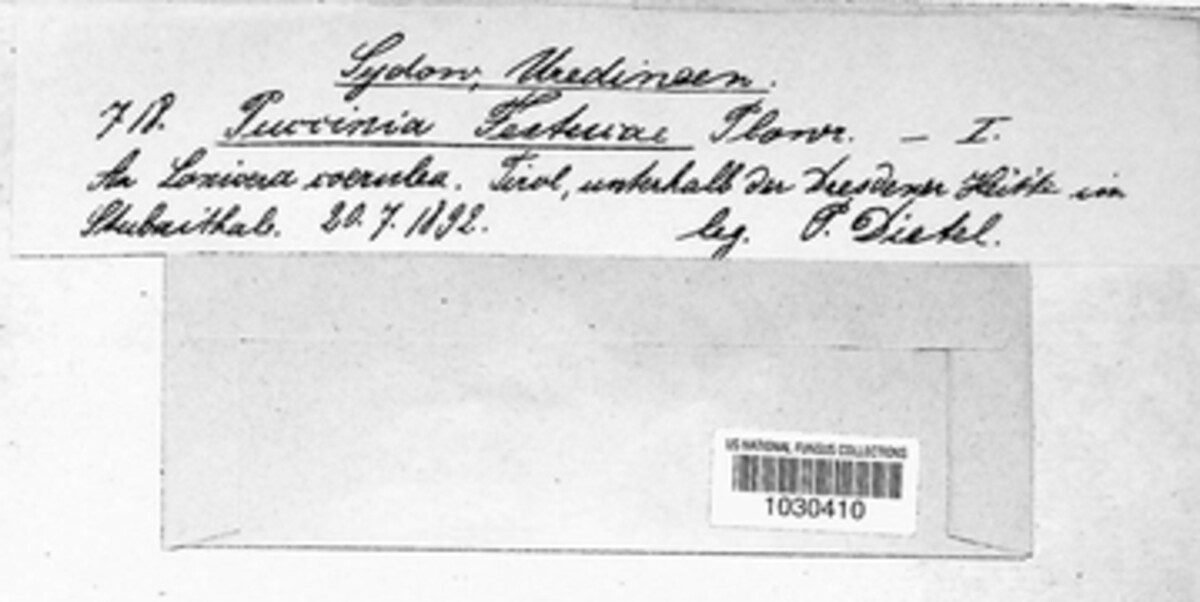 Sydow, Uredineen.
718. Puccinia Festucae Plowr. – I.
An Lonicera coerulea. Tirol, unterhalb der Dresdener Hütte im
Stubaithal. 20.7.1892. leg. P. Dietel.
US NATIONAL FUNGUS COLLECTIONS
1030410